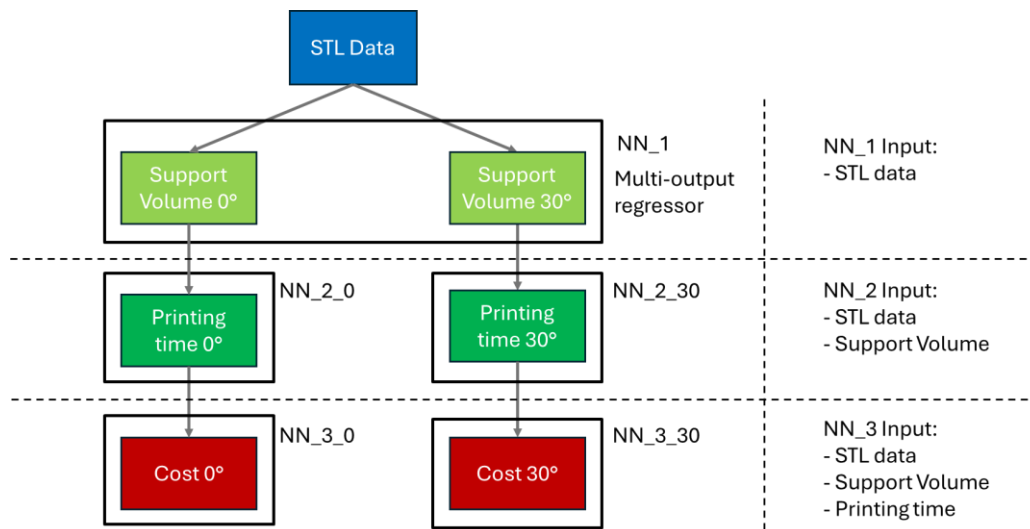 STL Data
Support
Volume 0°
Support
Volume 30°
NN_1
Multi-output
regressor
NN_1 Input:
- STL data
Printing
time 0°
NN_2_0
Printing
time 30°
NN_2_30
NN_2 Input:
- STL data
- Support Volume
Cost 0°
NN_3_0
Cost 30°
NN_3_30
NN_3 Input:
- STL data
- Support Volume
- Printing time